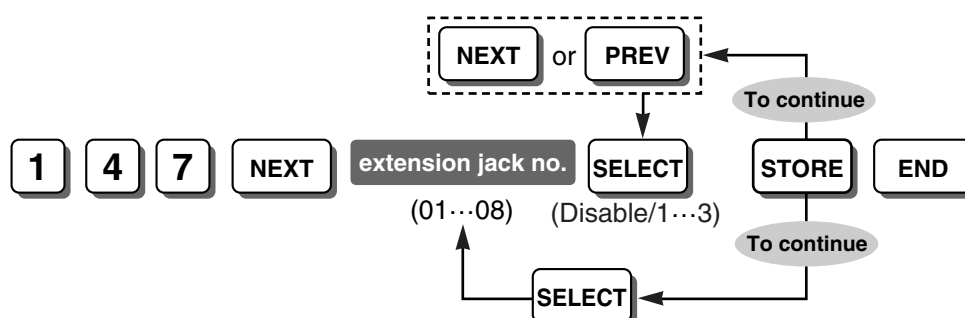 NEXT or PREV
To continue
1 4 7 NEXT extension jack no. SELECT STORE END
(01···08) (Disable/1···3)
To continue
SELECT